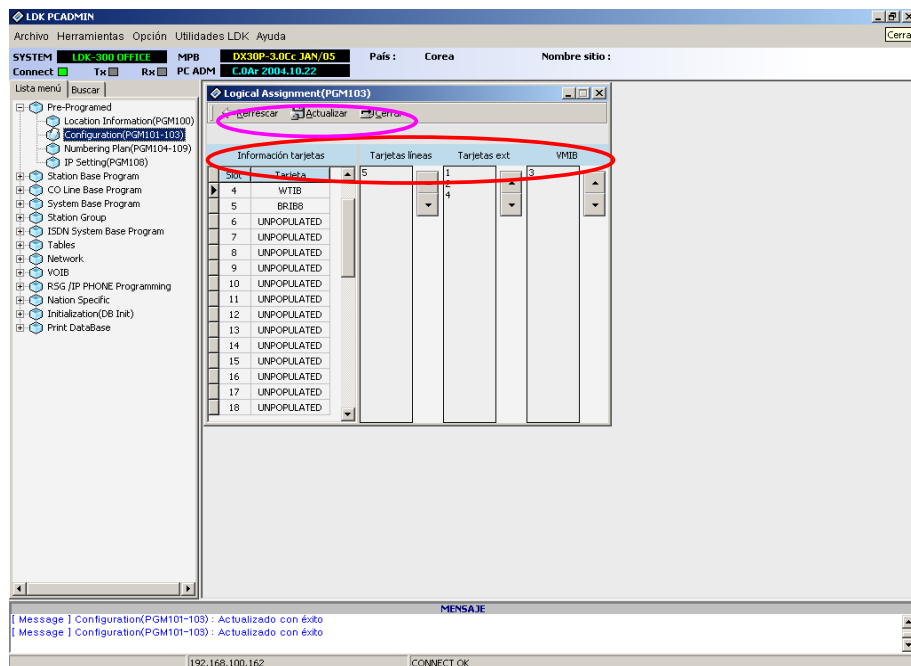 LDK PCADMIN
Archivo Herramientas Opción Utilidades LDK Ayuda
Cerra
SYSTEM LDK-300 OFFICE MPB DX30P-3.0Cc JAN/05 País : Corea Nombre sitio :
Connect Tx Rx PC ADM C.0Ar 2004.10.22
Lista menú Buscar
Pre-Programed
Location Information(PGM100)
Configuration(PGM101-103)
Numbering Plan(PGM104-109)
IP Setting(PGM108)
Station Base Program
CO Line Base Program
System Base Program
Station Group
ISDN System Base Program
Tables
Network
VOIB
RSG /IP PHONE Programming
Nation Specific
Initialization(DB Init)
Print DataBase
Logical Assignment(PGM103)
Refrescar Actualizar Cerrar
Información tarjetas Tarjetas líneas Tarjetas ext VMIB
Slot Tarjeta 5 1 3
2
4 WTIB 4
5 BRIB8
6 UNPOPULATED
7 UNPOPULATED
8 UNPOPULATED
9 UNPOPULATED
10 UNPOPULATED
11 UNPOPULATED
12 UNPOPULATED
13 UNPOPULATED
14 UNPOPULATED
15 UNPOPULATED
16 UNPOPULATED
17 UNPOPULATED
18 UNPOPULATED
MENSAJE
[ Message ] Configuration(PGM101-103) : Actualizado con éxito
[ Message ] Configuration(PGM101-103) : Actualizado con éxito
192.168.100.162 CONNECT OK